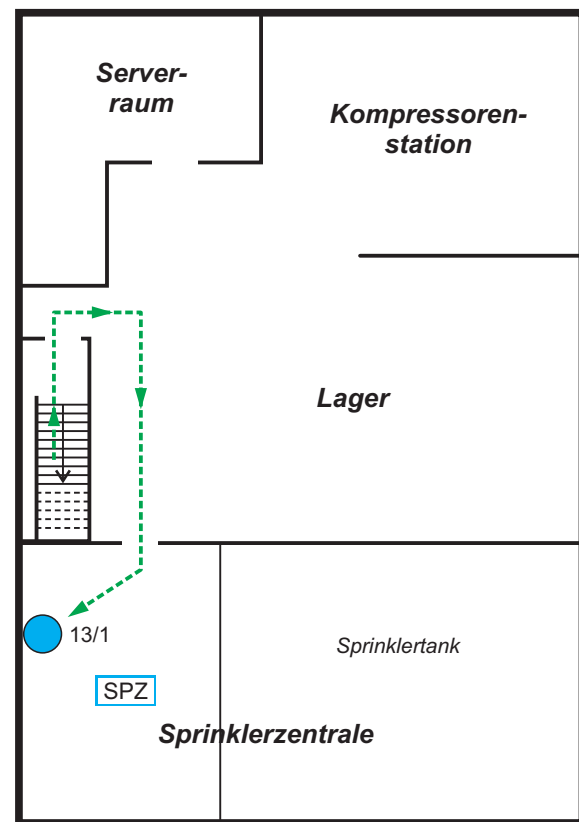 Server-
raum
Kompressoren-
station
Lager
13/1
Sprinklertank
SPZ
Sprinklerzentrale